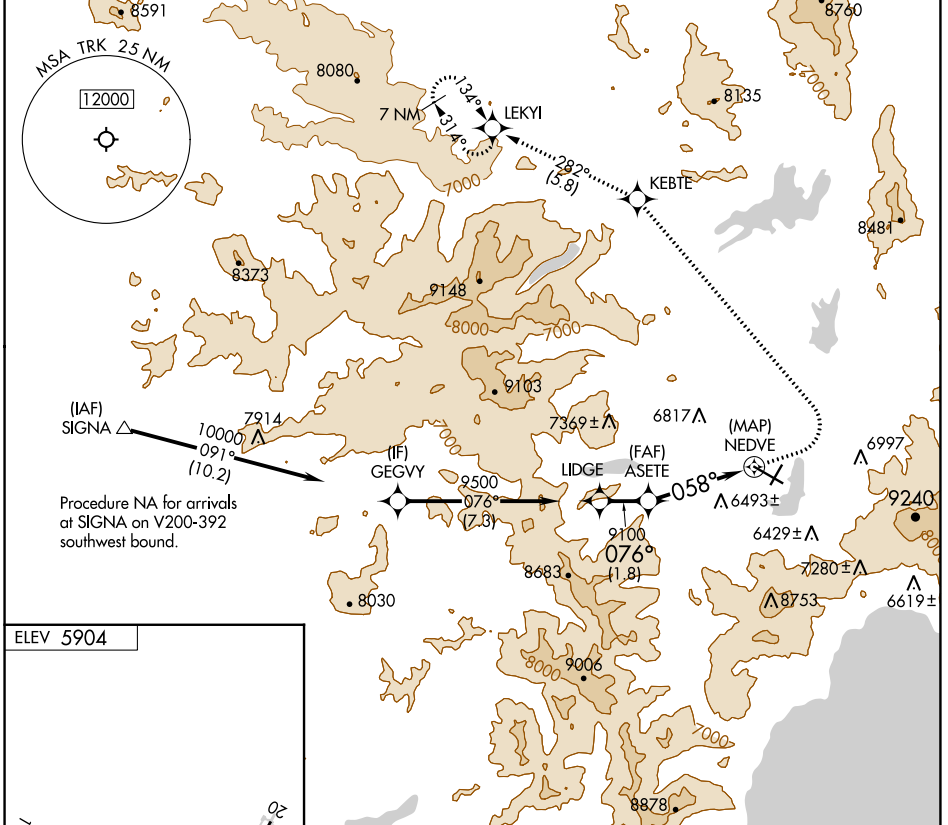 8591
8760
MSA TRK 25 NM
12000
8080
7 NM
134°
314°
LEKYI
8135
7000
7000
282°
(5.8)
KEBTE
8481
8373
9148
8000
7000
9103
(IAF)
SIGNA
7914
10000
091°
(10.2)
7000
7369±
6817
(MAP)
NEDVE
6997
(IF)
GEGVY
9500
076°
(7.3)
LIDGE
(FAF)
ASETE
058°
6493±
9240
Procedure NA for arrivals
at SIGNA on V200-392
southwest bound.
9100
076°
(1.8)
6429±
7280±
8683
8030
8753
6619±
ELEV 5904
8000
9006
7000
8878
20